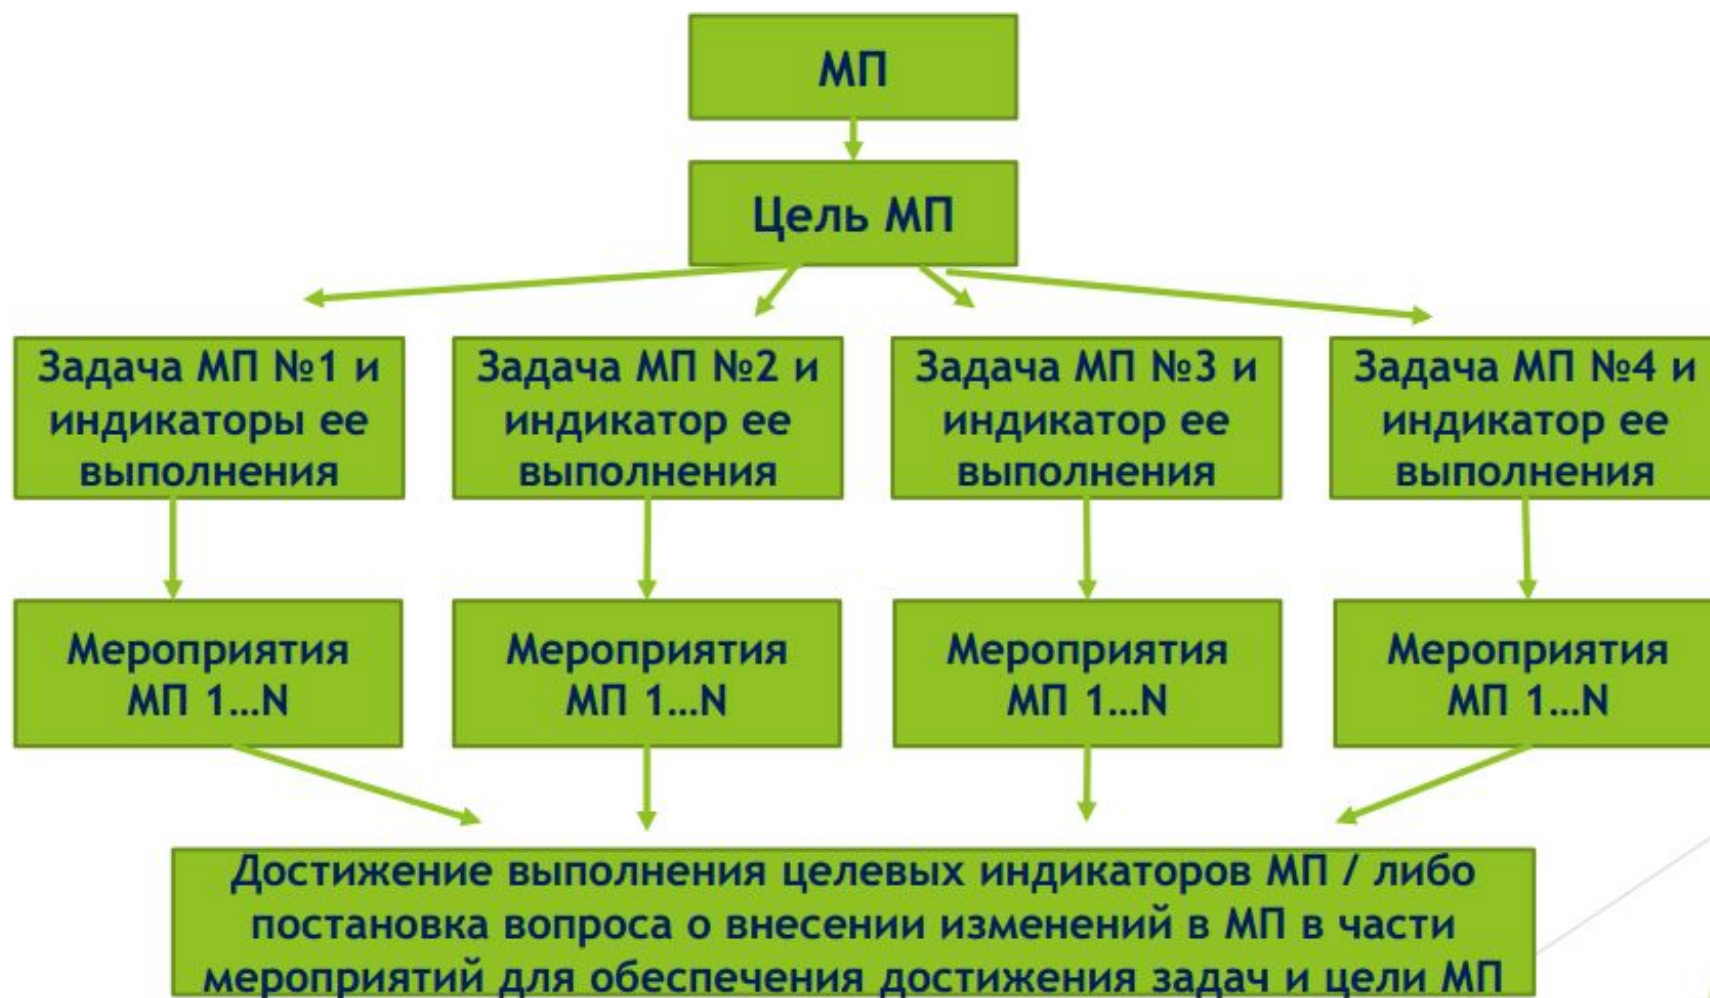 МП
Цель МП
Задача МП №1 и
индикаторы ее
выполнения
Задача МП №2 и
индикатор ее
выполнения
Задача МП №3 и
индикатор ее
выполнения
Задача МП №4 и
индикатор ее
выполнения
Мероприятия
МП 1...N
Мероприятия
МП 1...N
Мероприятия
МП 1...N
Мероприятия
МП 1...N
Достижение выполнения целевых индикаторов МП / либо
постановка вопроса о внесении изменений в МП в части
мероприятий для обеспечения достижения задач и цели МП